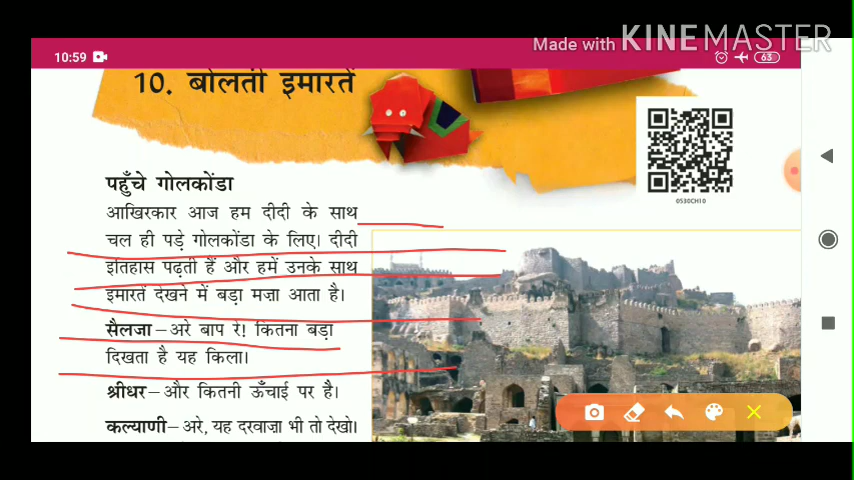 Made with KINEMASTER
10:59
63
10. बोलती इमारतें
0530CH10
पहुँचे गोलकोंडा
आखिरकार आज हम दीदी के साथ
चल ही पड़े गोलकोंडा के लिए। दीदी
इतिहास पढ़ती हैं और हमें उनके साथ
इमारतें देखने में बड़ा मज़ा आता है।
सैलजा – अरे बाप रे! कितना बड़ा
दिखता है यह किला।
श्रीधर – और कितनी ऊँचाई पर है।
कल्याणी – अरे, यह दरवाज़ा भी तो देखो।